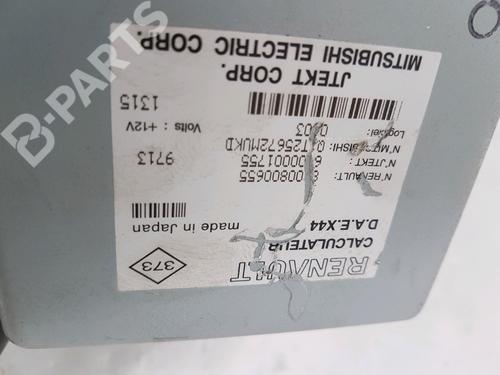 RENAULT
373
CALCULATEUR
D.A.E.X44 made in Japan
N°RENAULT:
N°JTEKT : 9713
N°MITSUBISHI:
Logiciel: Volts : +12V
1315
JTEKT CORP.
MITSUBISHI ELECTRIC CORP.
B-PARTS